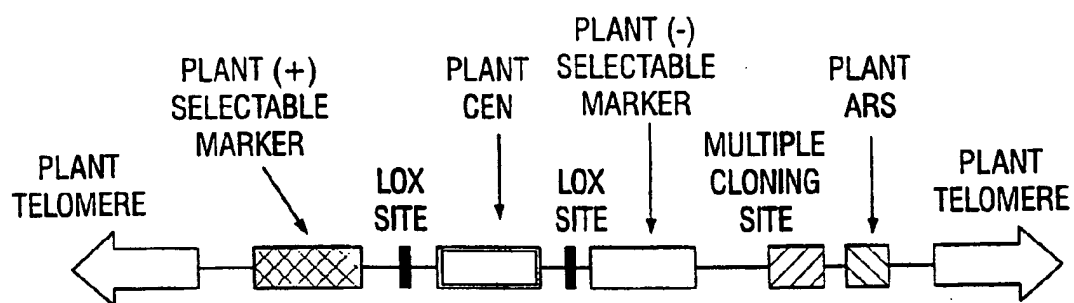 PLANT
TELOMERE
PLANT (+)
SELECTABLE
MARKER
LOX
SITE
PLANT
CEN
LOX
SITE
PLANT (-)
SELECTABLE
MARKER
MULTIPLE
CLONING
SITE
PLANT
ARS
PLANT
TELOMERE